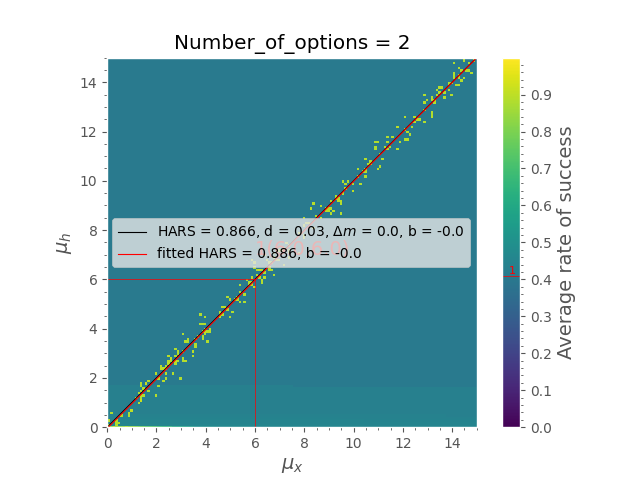 Number_of_options = 2
14
12
10
8
6
4
2
0
μ_h
HARS = 0.866, d = 0.03, Δm = 0.0, b = -0.0
fitted HARS = 0.886, b = -0.0
0 2 4 6 8 10 12 14
μ_x
0.9
0.8
0.7
0.6
0.5
1
0.4
0.3
0.2
0.1
0.0
Average rate of success